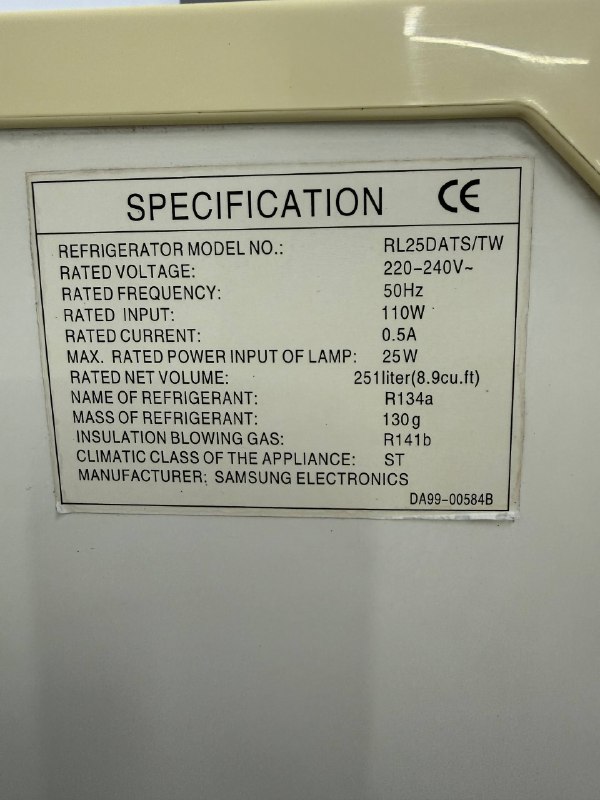 SPECIFICATION CE
REFRIGERATOR MODEL NO.: RL25DATS/TW
RATED VOLTAGE: 220-240V~
RATED FREQUENCY: 50Hz
RATED INPUT: 110W
RATED CURRENT: 0.5A
MAX. RATED POWER INPUT OF LAMP: 25W
RATED NET VOLUME: 251liter(8.9cu.ft)
NAME OF REFRIGERANT: R134a
MASS OF REFRIGERANT: 130g
INSULATION BLOWING GAS: R141b
CLIMATIC CLASS OF THE APPLIANCE: ST
MANUFACTURER: SAMSUNG ELECTRONICS
DA99-00584B